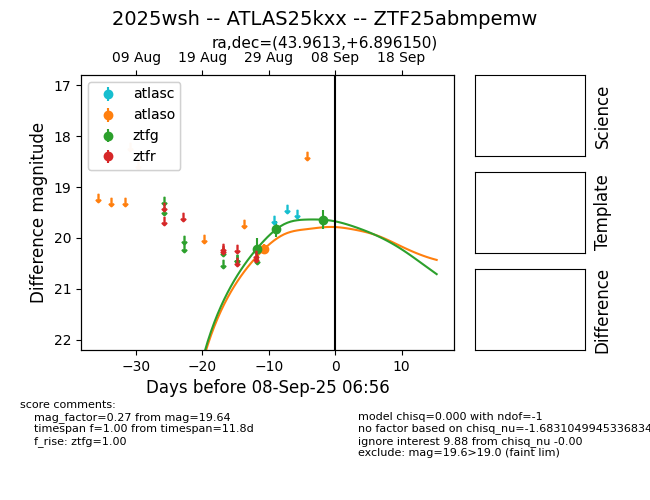 2025wsh -- ATLAS25kxx -- ZTF25abmpemw
ra,dec=(43.9613,+6.896150)
09 Aug 19 Aug 29 Aug 08 Sep 18 Sep
atlasc
atlaso
ztfg
ztfr
17
18
19
20
21
22
Difference magnitude
−30 −20 −10 0 10
Days before 08-Sep-25 06:56
Science
Template
Difference
score comments:
mag_factor=0.27 from mag=19.64
timespan f=1.00 from timespan=11.8d
f_rise: ztfg=1.00
model chisq=0.000 with ndof=-1
no factor based on chisq_nu=-1.6831049945336834
ignore interest 9.88 from chisq_nu -0.00
exclude: mag=19.6>19.0 (faint lim)